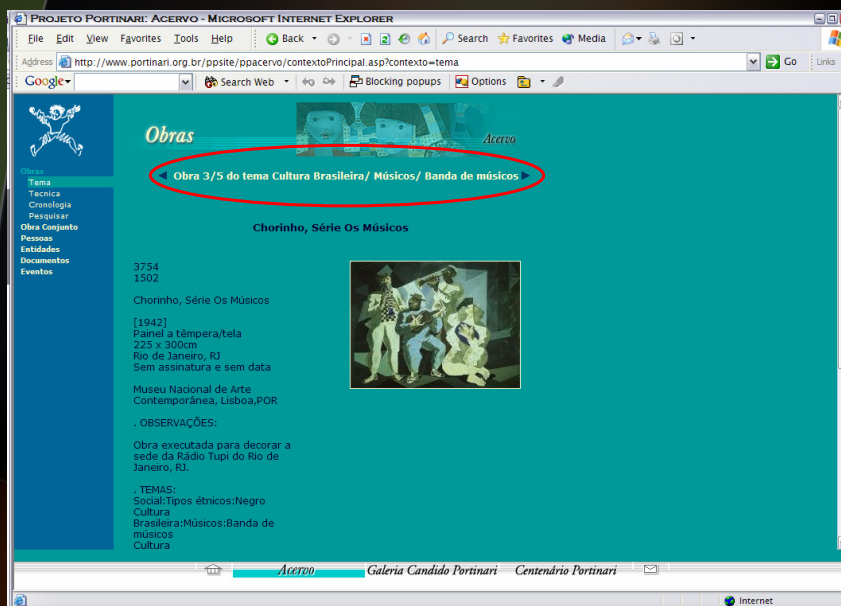 PROJETO PORTINARI: ACERVO - MICROSOFT INTERNET EXPLORER
File Edit View Favorites Tools Help Back Search Favorites Media
Address http://www.portinari.org.br/ppsite/ppacervo/contextoPrincipal.asp?contexto=tema Go Links
Google Search Web Blocking popups Options
Obras
Acervo
Obra 3/5 do tema Cultura Brasileira/ Músicos/ Banda de músicos
Obras
Tema
Tecnica
Cronologia
Pesquisar
Obra Conjunto
Pessoas
Entidades
Documentos
Eventos
Chorinho, Série Os Músicos
3754
1502
Chorinho, Série Os Músicos
[1942]
Painel a têmpera/tela
225 x 300cm
Rio de Janeiro, RJ
Sem assinatura e sem data
Museu Nacional de Arte
Contemporânea, Lisboa,POR
. OBSERVAÇÕES:
Obra executada para decorar a
sede da Rádio Tupi do Rio de
Janeiro, RJ.
. TEMAS:
Social:Tipos étnicos:Negro
Cultura
Brasileira:Músicos:Banda de
músicos
Cultura
Acervo Galeria Candido Portinari Centenário Portinari
Internet